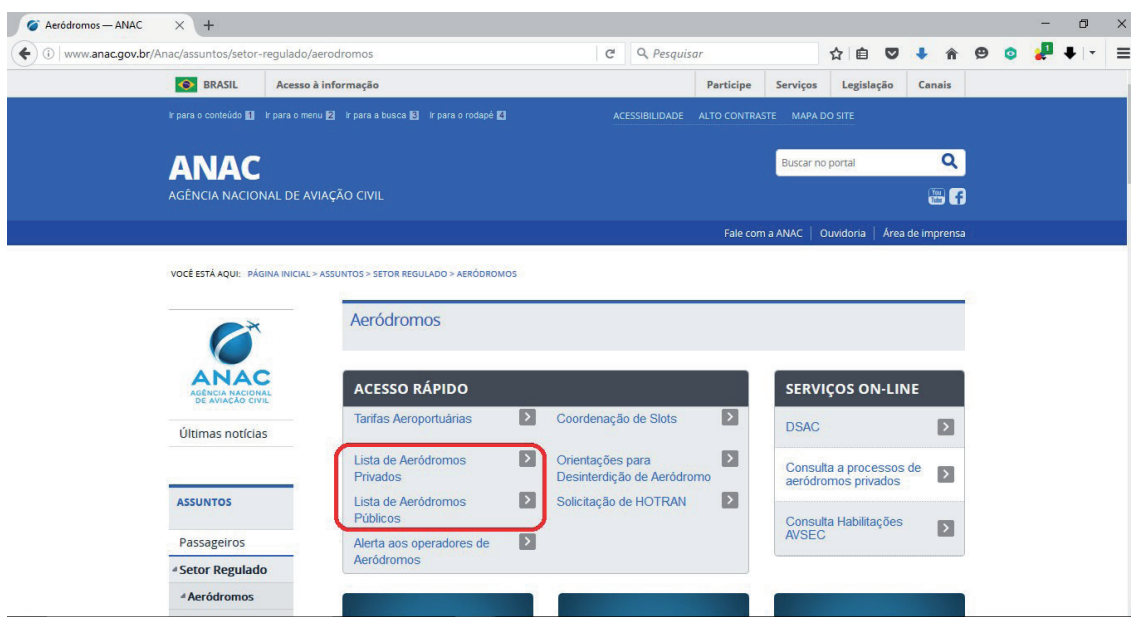 Aeródromos — ANAC
www.anac.gov.br/Anac/assuntos/setor-regulado/aerodromos
Pesquisar
1
BRASIL
Acesso à informação
Participe
Serviços
Legislação
Canais
Ir para o conteúdo 1
Ir para o menu 2
Ir para a busca 3
Ir para o rodapé 4
ACESSIBILIDADE
ALTO CONTRASTE
MAPA DO SITE
ANAC
AGÊNCIA NACIONAL DE AVIAÇÃO CIVIL
Buscar no portal
You Tube
Fale com a ANAC
Ouvidoria
Área de imprensa
VOCÊ ESTÁ AQUI: PÁGINA INICIAL > ASSUNTOS > SETOR REGULADO > AERÓDROMOS
ANAC
AGÊNCIA NACIONAL
DE AVIAÇÃO CIVIL
Últimas notícias
ASSUNTOS
Passageiros
Setor Regulado
Aeródromos
Aeródromos
ACESSO RÁPIDO
Tarifas Aeroportuárias
Lista de Aeródromos
Privados
Lista de Aeródromos
Públicos
Alerta aos operadores de
Aeródromos
Coordenação de Slots
Orientações para
Desinterdição de Aeródromo
Solicitação de HOTRAN
SERVIÇOS ON-LINE
DSAC
Consulta a processos de
aeródromos privados
Consulta Habilitações
AVSEC